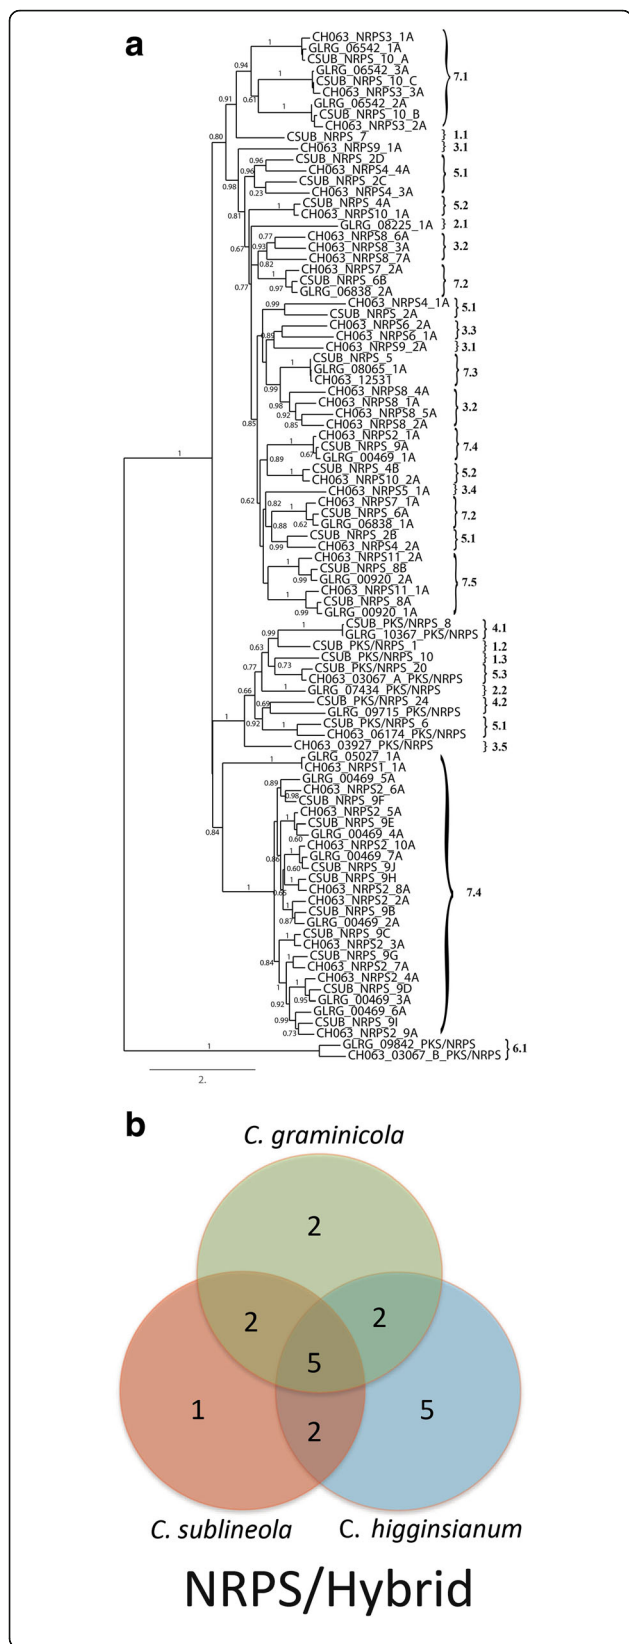 a
CH063_NRPS3_1A
GLRG_06542_1A
CSUB_NRPS_10_A
GLRG_06542_3A
CSUB_NRPS_10_C
CH063_NRPS3_3A
GLRG_06542_2A
CSUB_NRPS_10_B
CH063_NRPS3_2A
7.1
CSUB_NRPS_7 1.1
CH063_NRPS9_1A 3.1
CSUB_NRPS_2D
CH063_NRPS4_4A
CSUB_NRPS_2C
CH063_NRPS4_3A
5.1
CSUB_NRPS_4A
CH063_NRPS10_1A
5.2
GLRG_08225_1A 2.1
CH063_NRPS8_6A
CH063_NRPS8_3A
CH063_NRPS8_7A
3.2
CH063_NRPS7_2A
CSUB_NRPS_6B
GLRG_06838_2A
7.2
CH063_NRPS4_1A
CSUB_NRPS_2A
5.1
CH063_NRPS6_2A
CH063_NRPS6_1A
3.3
CH063_NRPS9_2A 3.1
CSUB_NRPS_5
GLRG_08065_1A
CH063_12531
7.3
CH063_NRPS8_4A
CH063_NRPS8_1A
CH063_NRPS8_5A
CH063_NRPS8_2A
3.2
CH063_NRPS2_1A
CSUB_NRPS_9A
GLRG_00469_1A
7.4
CSUB_NRPS_4B
CH063_NRPS10_2A
5.2
CH063_NRPS5_1A 3.4
CH063_NRPS7_1A
CSUB_NRPS_6A
GLRG_06838_1A
7.2
CSUB_NRPS_2B
CH063_NRPS4_2A
5.1
CH063_NRPS11_2A
CSUB_NRPS_8B
GLRG_00920_2A
CH063_NRPS11_1A
CSUB_NRPS_8A
GLRG_00920_1A
7.5
CSUB_PKS/NRPS_8
GLRG_10367_PKS/NRPS
4.1
CSUB_PKS/NRPS_1 1.2
CSUB_PKS/NRPS_10 1.3
CSUB_PKS/NRPS_20
CH063_03067_A_PKS/NRPS
5.3
GLRG_07434_PKS/NRPS 2.2
CSUB_PKS/NRPS_24
GLRG_09715_PKS/NRPS
4.2
CSUB_PKS/NRPS_6
CH063_06174_PKS/NRPS
5.1
CH063_03927_PKS/NRPS 3.5
GLRG_05027_1A
CH063_NRPS1_1A
GLRG_00469_5A
CH063_NRPS2_6A
CSUB_NRPS_9F
CH063_NRPS2_5A
CSUB_NRPS_9E
GLRG_00469_4A
CH063_NRPS2_10A
GLRG_00469_7A
CSUB_NRPS_9J
CSUB_NRPS_9H
CH063_NRPS2_8A
CH063_NRPS2_2A
CSUB_NRPS_9B
GLRG_00469_2A
CSUB_NRPS_9C
CH063_NRPS2_3A
CSUB_NRPS_9G
CH063_NRPS2_7A
CH063_NRPS2_4A
CSUB_NRPS_9D
GLRG_00469_3A
GLRG_00469_6A
CSUB_NRPS_9I
CH063_NRPS2_9A
7.4
GLRG_09842_PKS/NRPS
CH063_03067_B_PKS/NRPS
6.1
2.
b
C. graminicola
2
2 2
5
1 5
2
C. sublineola C. higginsianum
NRPS/Hybrid